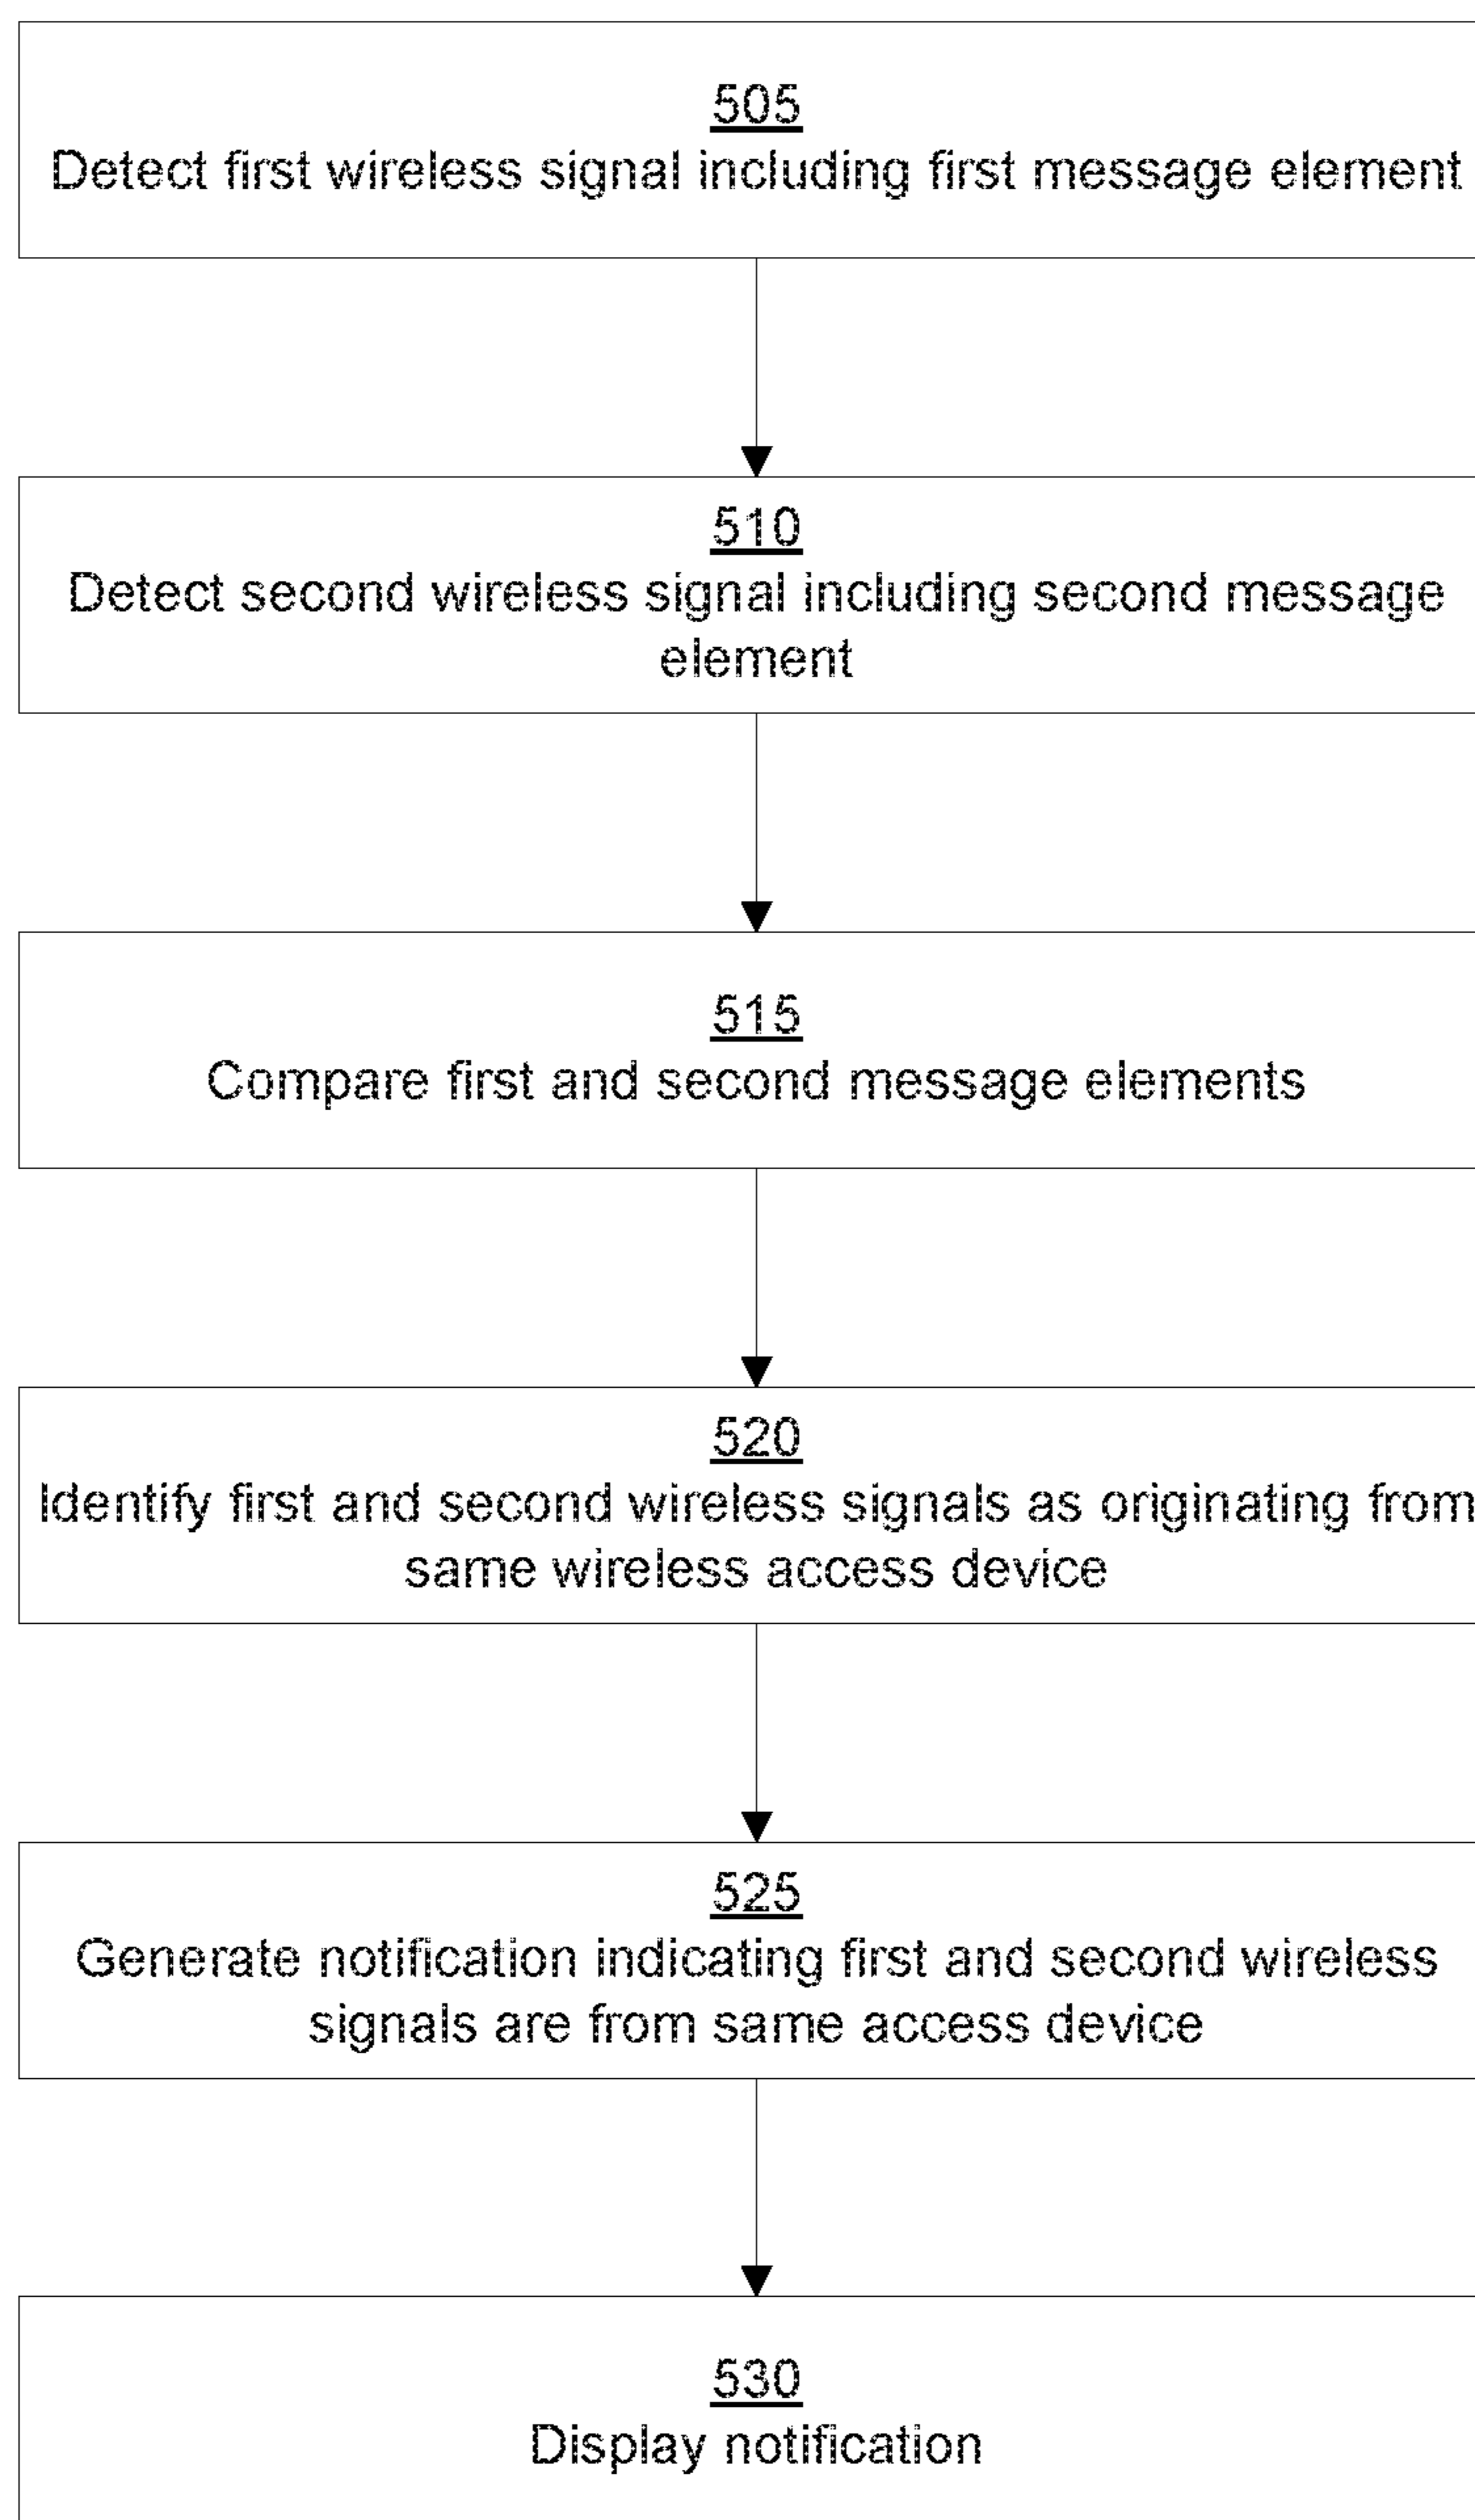 505
Detect first wireless signal including first message element
510
Detect second wireless signal including second message
element
515
Compare first and second message elements
520
Identify first and second wireless signals as originating from
same wireless access device
525
Generate notification indicating first and second wireless
signals are from same access device
530
Display notification